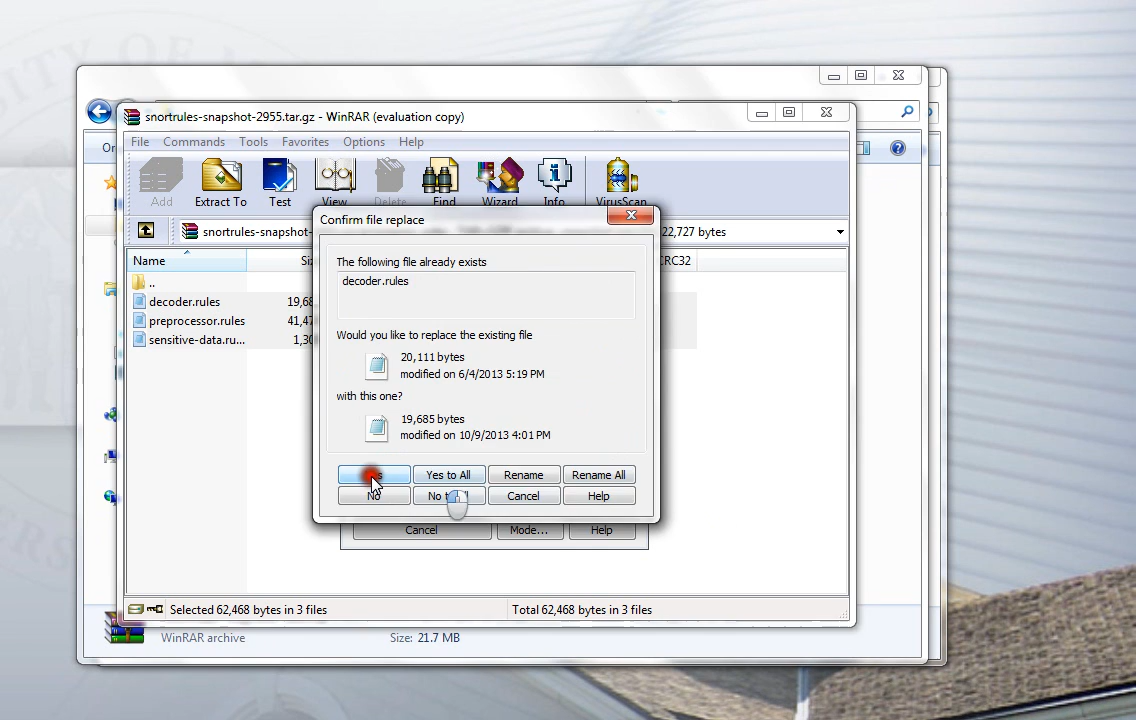 snortrules-snapshot-2955.tar.gz - WinRAR (evaluation copy)
File Commands Tools Favorites Options Help
Add Extract To Test View Delete Find Wizard Info VirusScan
snortrules-snapshot- 22,727 bytes
Name CRC32
..
decoder.rules
preprocessor.rules
sensitive-data.ru...
Confirm file replace
The following file already exists
decoder.rules
Would you like to replace the existing file
20,111 bytes
modified on 6/4/2013 5:19 PM
with this one?
19,685 bytes
modified on 10/9/2013 4:01 PM
Yes to All Rename Rename All
No Cancel Help
Cancel Mode... Help
Selected 62,468 bytes in 3 files Total 62,468 bytes in 3 files
WinRAR archive Size: 21.7 MB